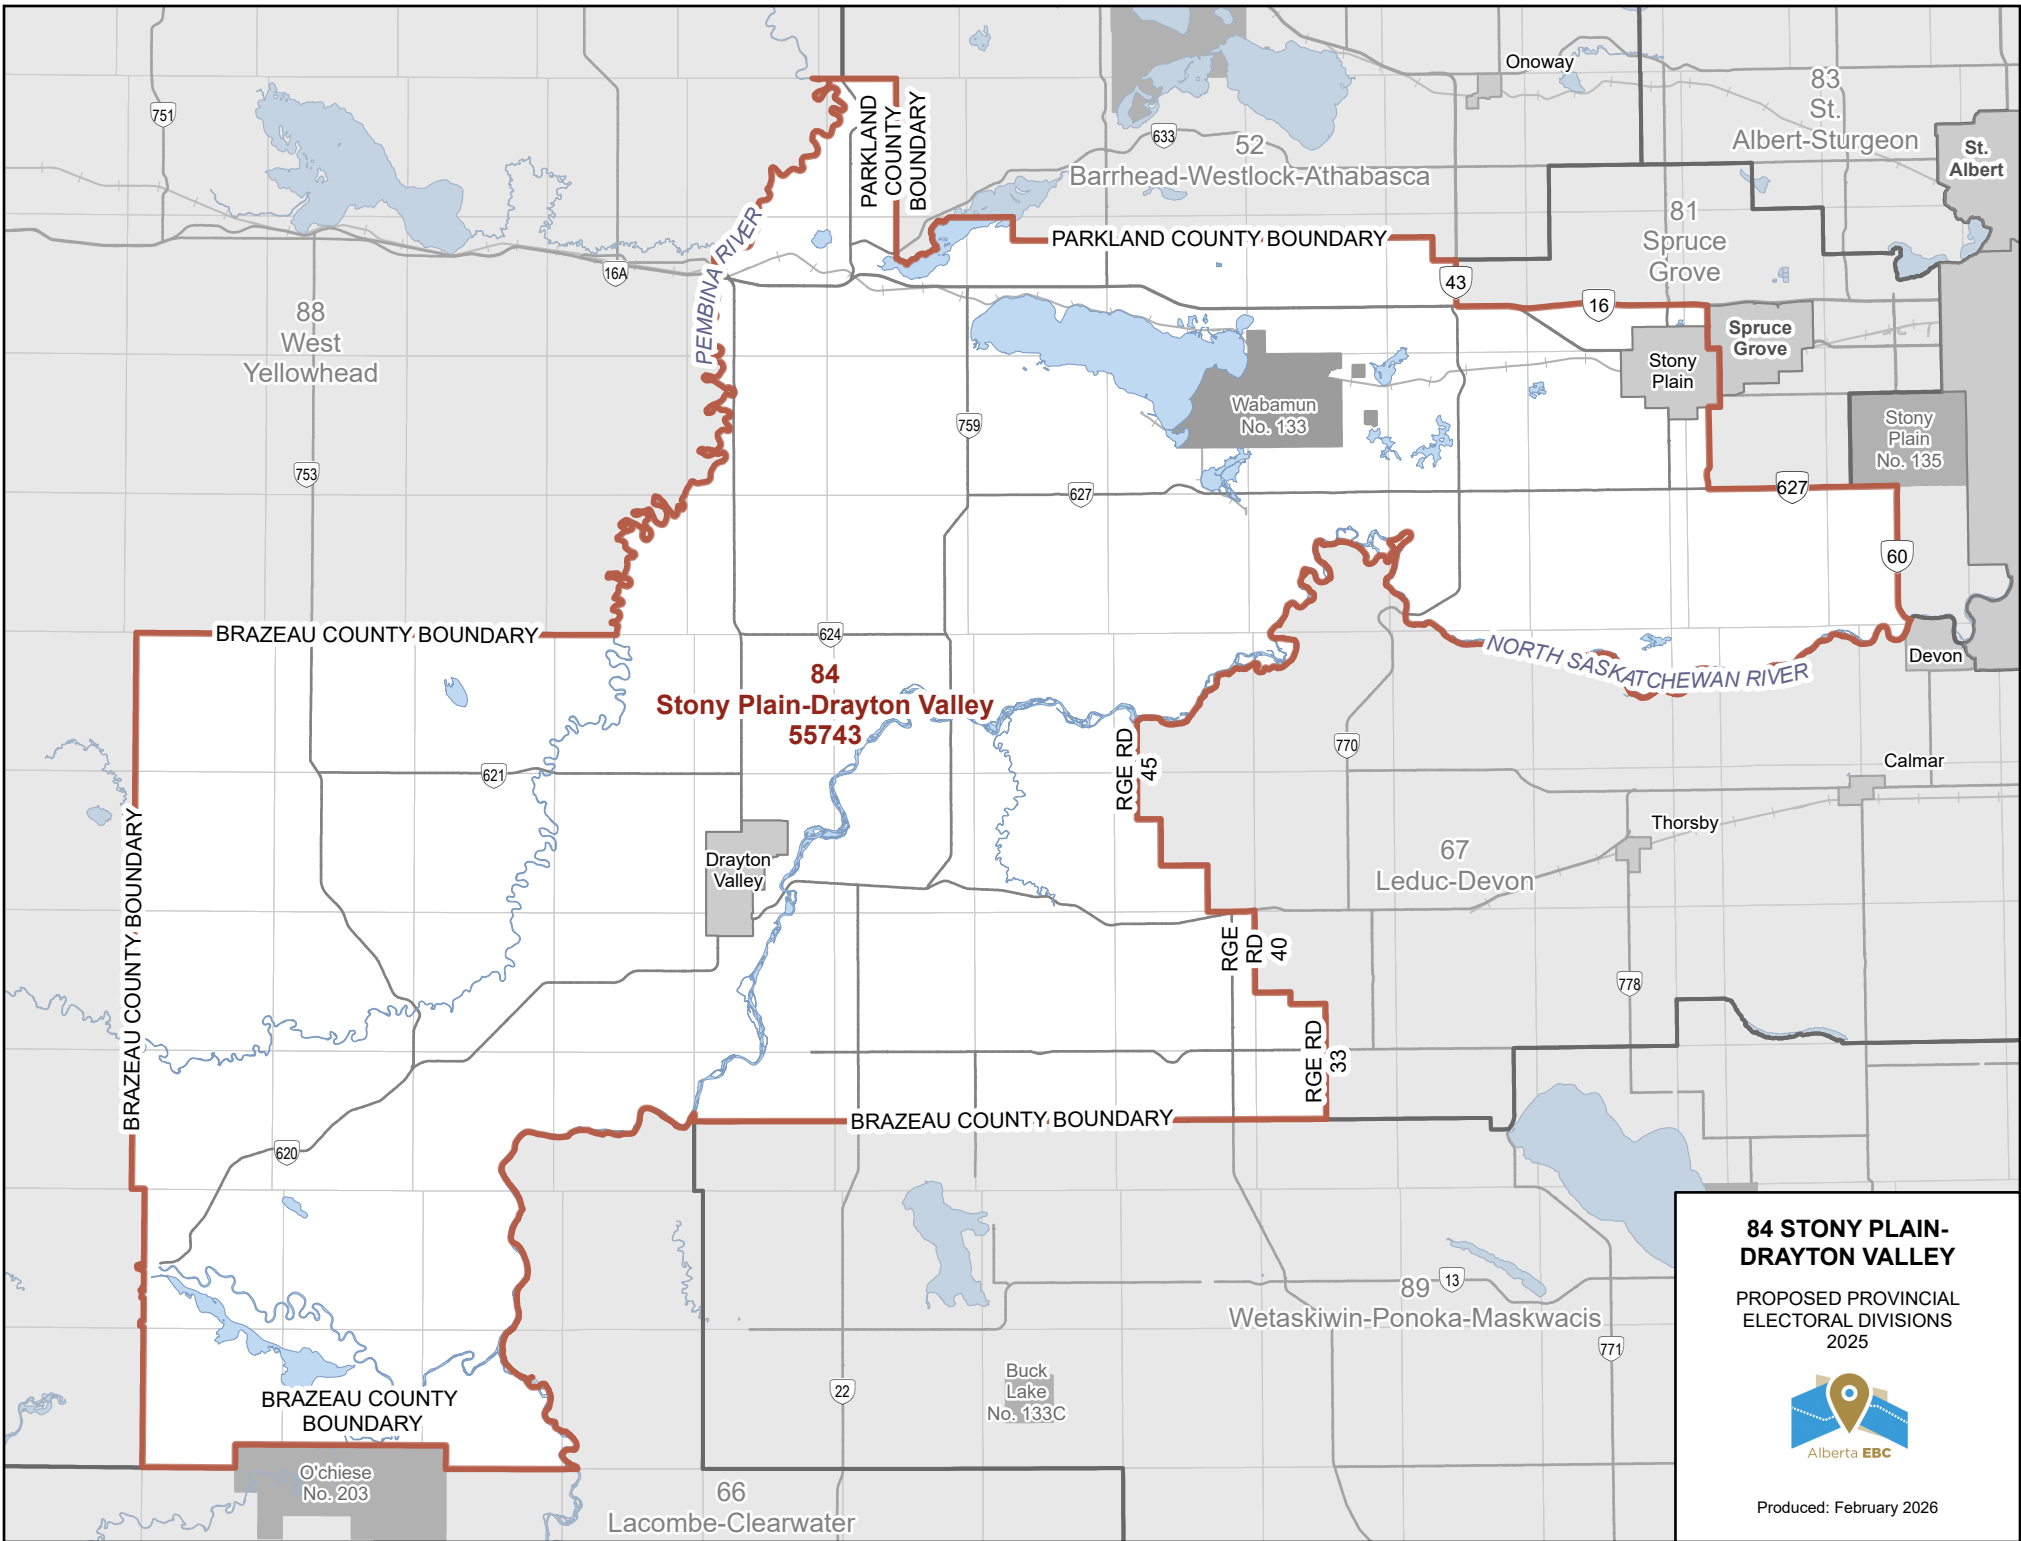 Onoway
83
St.
Albert-Sturgeon
751
PARKLAND
COUNTY
BOUNDARY
633
52
Barrhead-Westlock-Athabasca
St.
Albert
81
Spruce
Grove
PEMBINA RIVER
PARKLAND COUNTY BOUNDARY
16A
43
16
88
West
Yellowhead
Spruce
Grove
Stony
Plain
Wabamun
No. 133
759
Stony
Plain
No. 135
753
627
627
60
BRAZEAU COUNTY BOUNDARY
624
NORTH SASKATCHEWAN RIVER
Devon
84
Stony Plain-Drayton Valley
55743
RGE RD
45
770
621
Calmar
Thorsby
BRAZEAU COUNTY BOUNDARY
Drayton
Valley
67
Leduc-Devon
RGE
RD
40
778
RGE RD
33
BRAZEAU COUNTY BOUNDARY
620
84 STONY PLAIN-
DRAYTON VALLEY
PROPOSED PROVINCIAL
ELECTORAL DIVISIONS
2025
Alberta EBC
Produced: February 2026
89
13
Wetaskiwin-Ponoka-Maskwacis
771
Buck
Lake
No. 133C
22
BRAZEAU COUNTY
BOUNDARY
O'chiese
No. 203
66
Lacombe-Clearwater